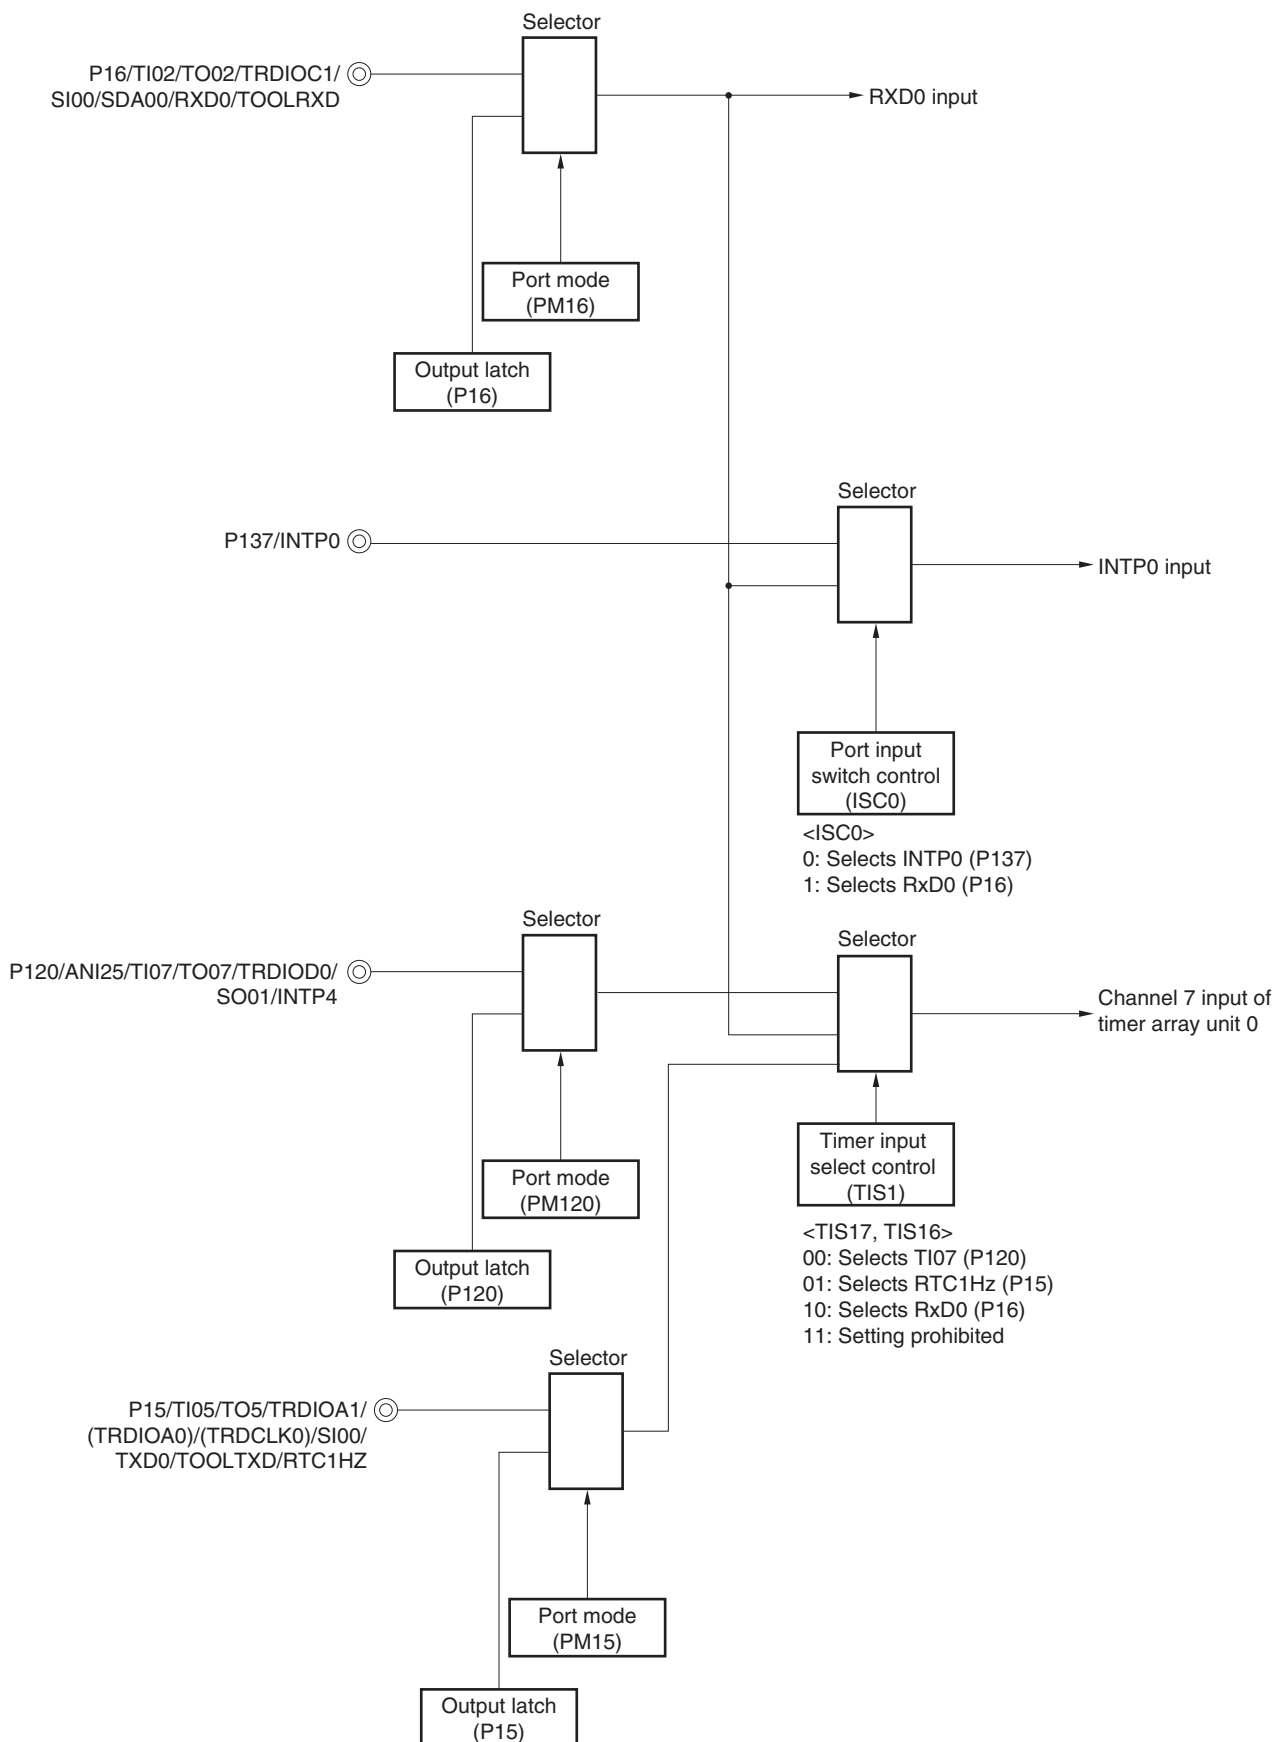 Selector
P16/TI02/TO02/TRDIOC1/
SI00/SDA00/RXD0/TOOLRXD
RXD0 input
Port mode
(PM16)
Output latch
(P16)
Selector
P137/INTP0
INTP0 input
Port input
switch control
(ISC0)
<ISC0>
0: Selects INTP0 (P137)
1: Selects RxD0 (P16)
Selector
P120/ANI25/TI07/TO07/TRDIOD0/
SO01/INTP4
Selector
Channel 7 input of
timer array unit 0
Timer input
select control
(TIS1)
Port mode
(PM120)
<TIS17, TIS16>
00: Selects TI07 (P120)
01: Selects RTC1Hz (P15)
10: Selects RxD0 (P16)
11: Setting prohibited
Output latch
(P120)
Selector
P15/TI05/TO5/TRDIOA1/
(TRDIOA0)/(TRDCLK0)/SI00/
TXD0/TOOLTXD/RTC1HZ
Port mode
(PM15)
Output latch
(P15)